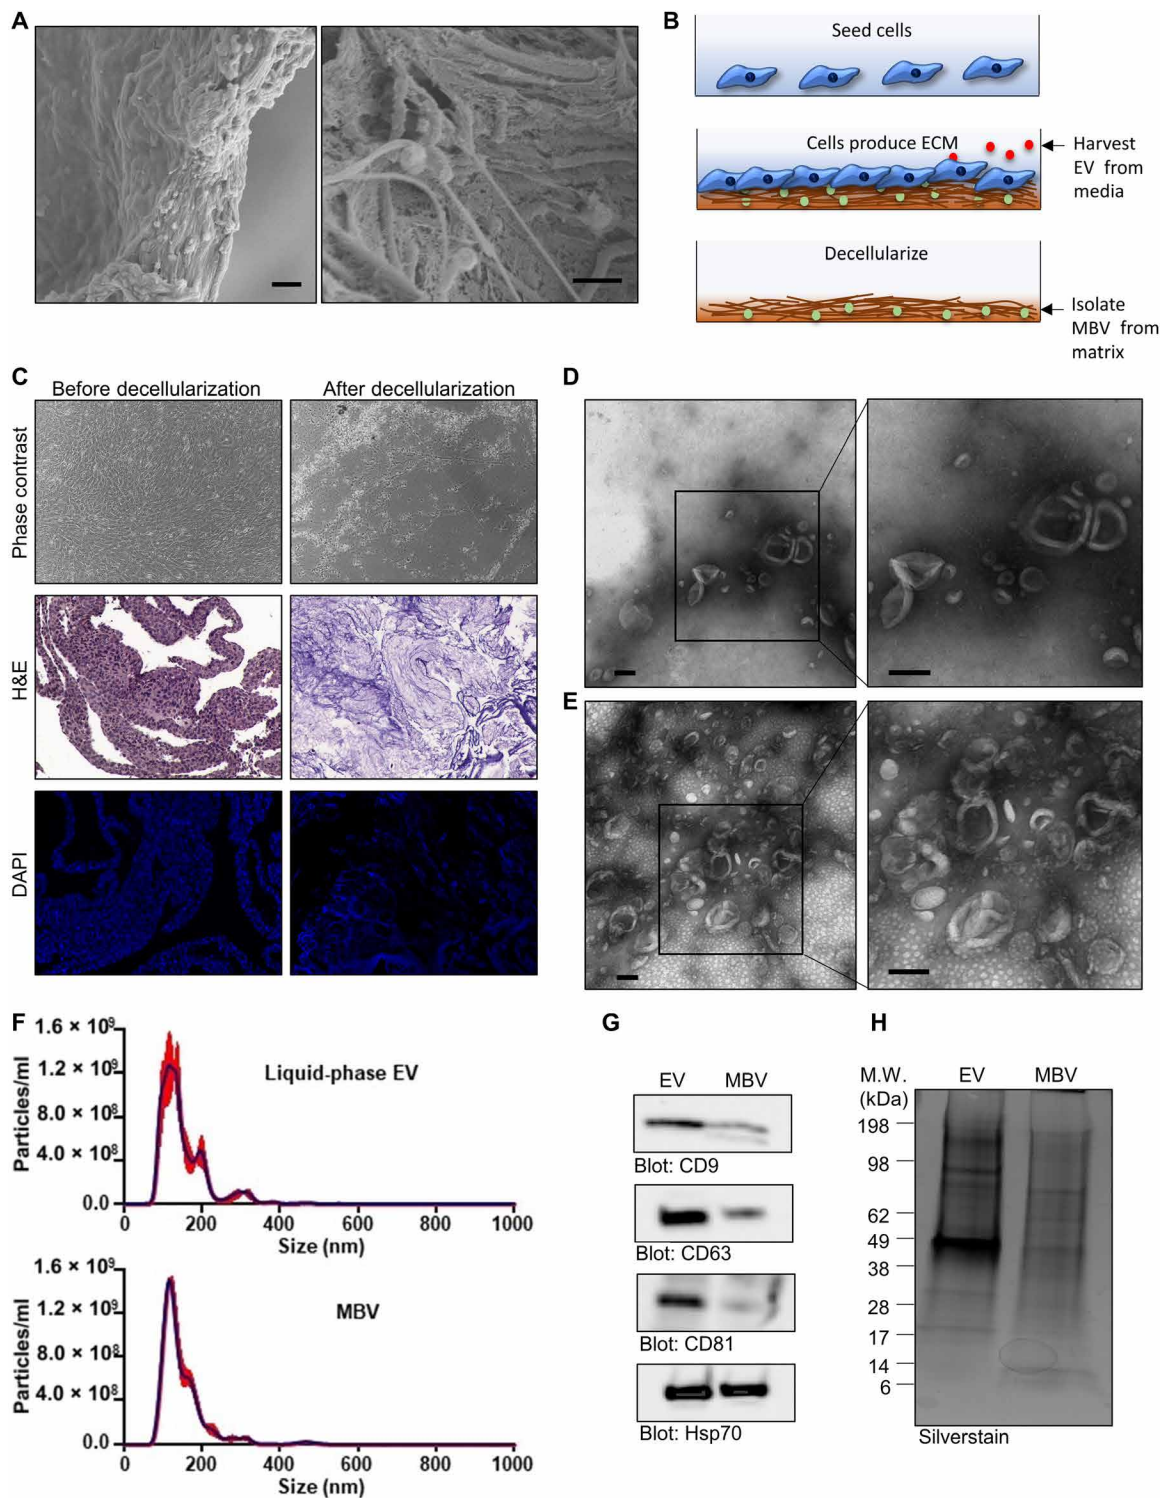 A
B
Seed cells
Cells produce ECM
Harvest
EV from
media
Decellularize
Isolate
MBV from
matrix
C
Before decellularization
After decellularization
Phase contrast
H&E
DAPI
D
E
F
Liquid-phase EV
Particles/ml
1.6 × 10⁹
1.2 × 10⁹
8.0 × 10⁸
4.0 × 10⁸
0.0
0 200 400 600 800 1000
Size (nm)
MBV
Particles/ml
1.6 × 10⁹
1.2 × 10⁹
8.0 × 10⁸
4.0 × 10⁸
0.0
0 200 400 600 800 1000
Size (nm)
G
EV MBV
Blot: CD9
Blot: CD63
Blot: CD81
Blot: Hsp70
H
M.W.
(kDa)
EV MBV
198
98
62
49
38
28
17
14
6
Silverstain